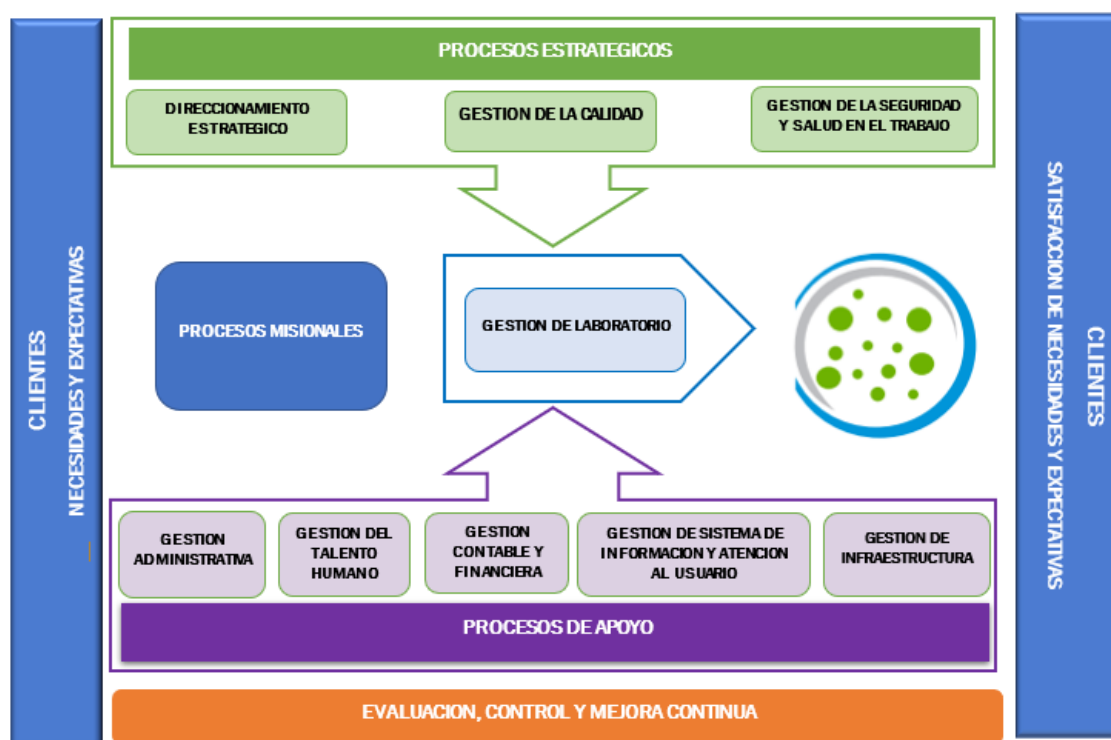 PROCESOS ESTRATEGICOS
DIRECCIONAMIENTO
ESTRATEGICO
GESTION DE LA CALIDAD
GESTION DE LA SEGURIDAD
Y SALUD EN EL TRABAJO
CLIENTES
NECESIDADES Y EXPECTATIVAS
PROCESOS MISIONALES
GESTION DE LABORATORIO
CLIENTES
SATISFACCION DE NECESIDADES Y EXPECTATIVAS
GESTION
ADMINISTRATIVA
GESTION DEL
TALENTO
HUMANO
GESTION
CONTABLE Y
FINANCIERA
GESTION DE SISTEMA DE
INFORMACION Y ATENCION
AL USUARIO
GESTION DE
INFRAESTRUCTURA
PROCESOS DE APOYO
EVALUACION, CONTROL Y MEJORA CONTINUA